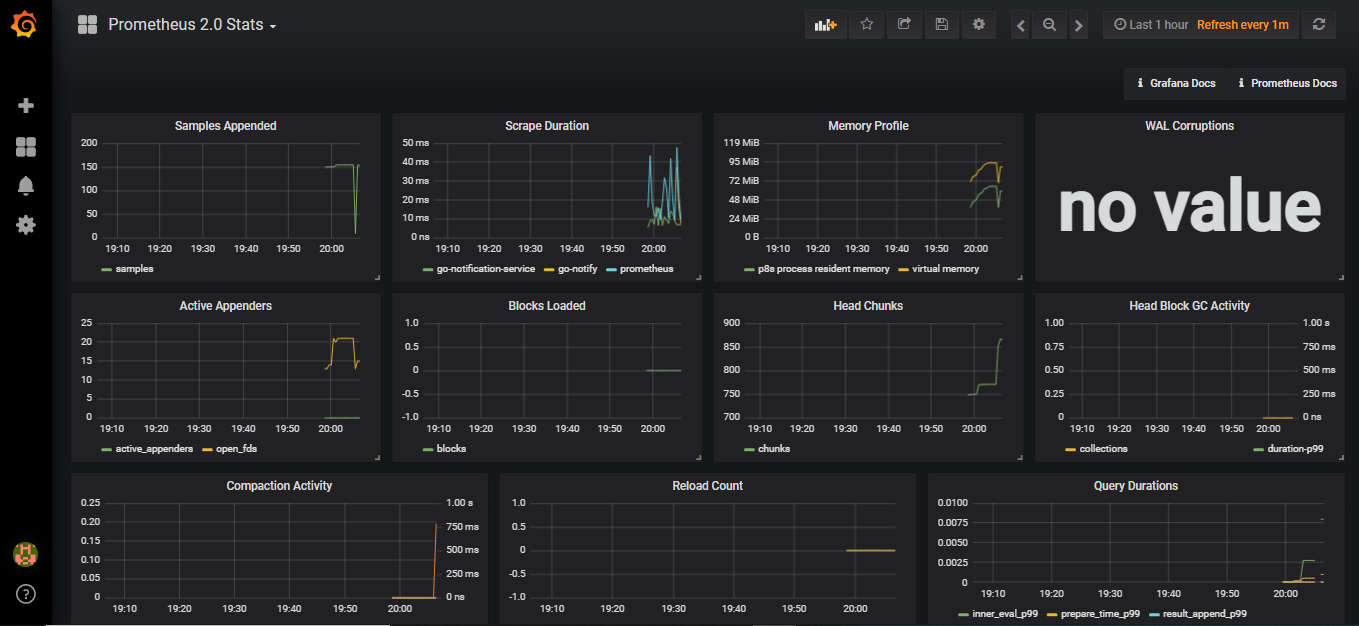 Prometheus 2.0 Stats
Last 1 hour Refresh every 1m
Grafana Docs Prometheus Docs
Samples Appended
200
150
100
50
0
19:10 19:20 19:30 19:40 19:50 20:00
samples
Scrape Duration
50 ms
40 ms
30 ms
20 ms
10 ms
0 ns
19:10 19:20 19:30 19:40 19:50 20:00
go-notification-service go-notify prometheus
Memory Profile
119 MiB
95 MiB
72 MiB
48 MiB
24 MiB
0 B
19:10 19:20 19:30 19:40 19:50 20:00
p8s process resident memory virtual memory
WAL Corruptions
no value
Active Appenders
25
20
15
10
5
0
19:10 19:20 19:30 19:40 19:50 20:00
active_appenders open_fds
Blocks Loaded
1.0
0.5
0
-0.5
-1.0
19:10 19:20 19:30 19:40 19:50 20:00
blocks
Head Chunks
900
850
800
750
700
19:10 19:20 19:30 19:40 19:50 20:00
chunks
Head Block GC Activity
1.00 1.00 s
0.75 750 ms
0.50 500 ms
0.25 250 ms
0 0 ns
19:10 19:20 19:30 19:40 19:50 20:00
collections duration-p99
Compaction Activity
0.25 1.00 s
0.20 750 ms
0.15 500 ms
0.10
0.05 250 ms
0 0 ns
19:10 19:20 19:30 19:40 19:50 20:00
Reload Count
1.0
0.5
0
-0.5
-1.0
19:10 19:20 19:30 19:40 19:50 20:00
Query Durations
0.0100
0.0075
0.0050
0.0025
0
19:10 19:20 19:30 19:40 19:50 20:00
inner_eval_p99 prepare_time_p99 result_append_p99